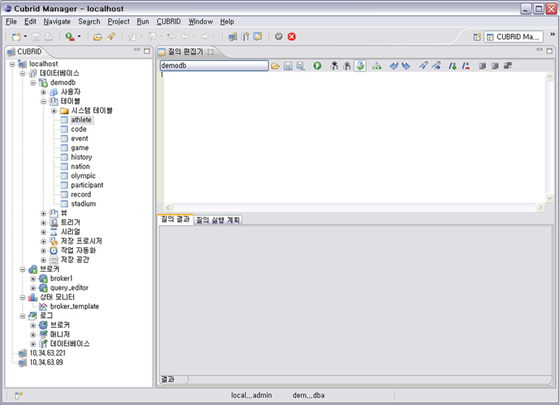 Cubrid Manager - localhost
File Edit Navigate Search Project Run CUBRID Window Help
CUBRID Ma...
CUBRID
localhost
데이터베이스
demodb
사용자
테이블
시스템 테이블
athlete
code
event
game
history
nation
olympic
participant
record
stadium
뷰
트리거
시리얼
저장 프로시저
작업 자동화
저장 공간
브로커
broker1
query_editor
상태 모니터
broker_template
로그
브로커
매니저
데이터베이스
10.34.63.221
10.34.63.89
질의 편집기
demodb
질의 결과 질의 실행 계획
결과
local...admin dem...dba